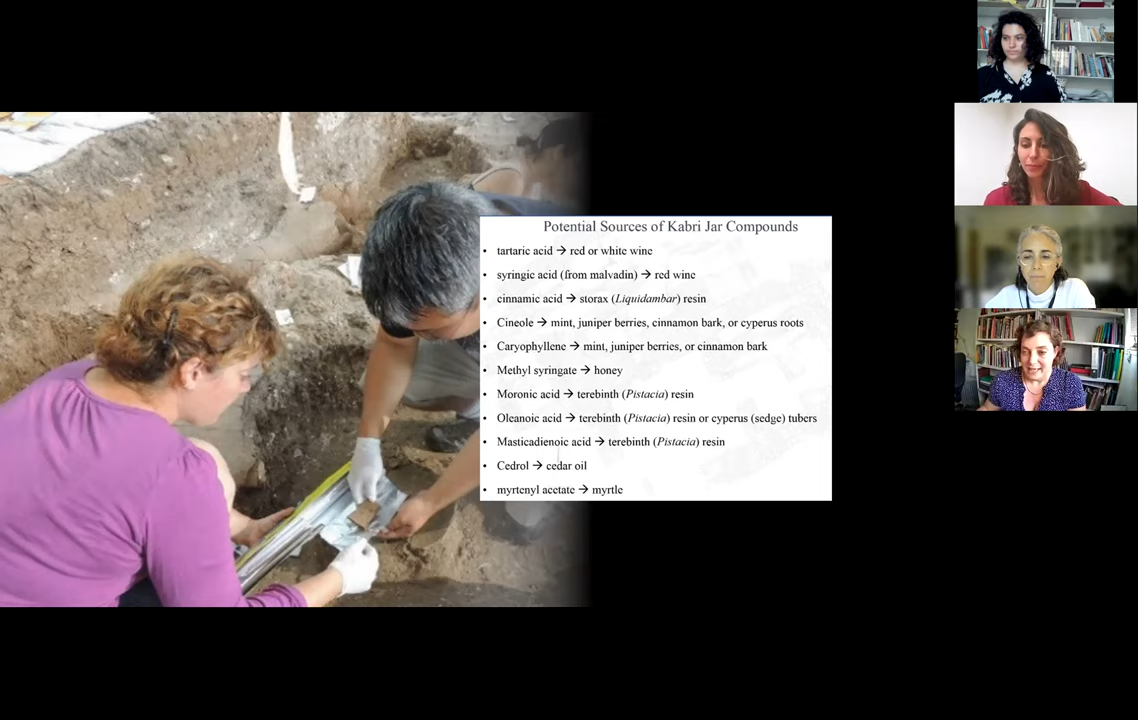 Potential Sources of Kabri Jar Compounds
• tartaric acid → red or white wine
• syringic acid (from malvadin) → red wine
• cinnamic acid → storax (Liquidambar) resin
• Cineole → mint, juniper berries, cinnamon bark, or cyperus roots
• Caryophyllene → mint, juniper berries, or cinnamon bark
• Methyl syringate → honey
• Moronic acid → terebinth (Pistacia) resin
• Oleanoic acid → terebinth (Pistacia) resin or cyperus (sedge) tubers
• Masticadienoic acid → terebinth (Pistacia) resin
• Cedrol → cedar oil
• myrtenyl acetate → myrtle